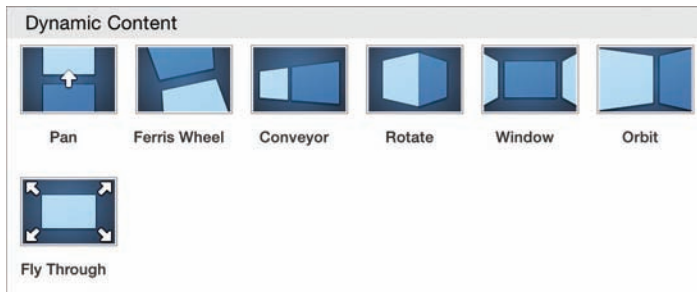 Dynamic Content
Pan
Ferris Wheel
Conveyor
Rotate
Window
Orbit
Fly Through